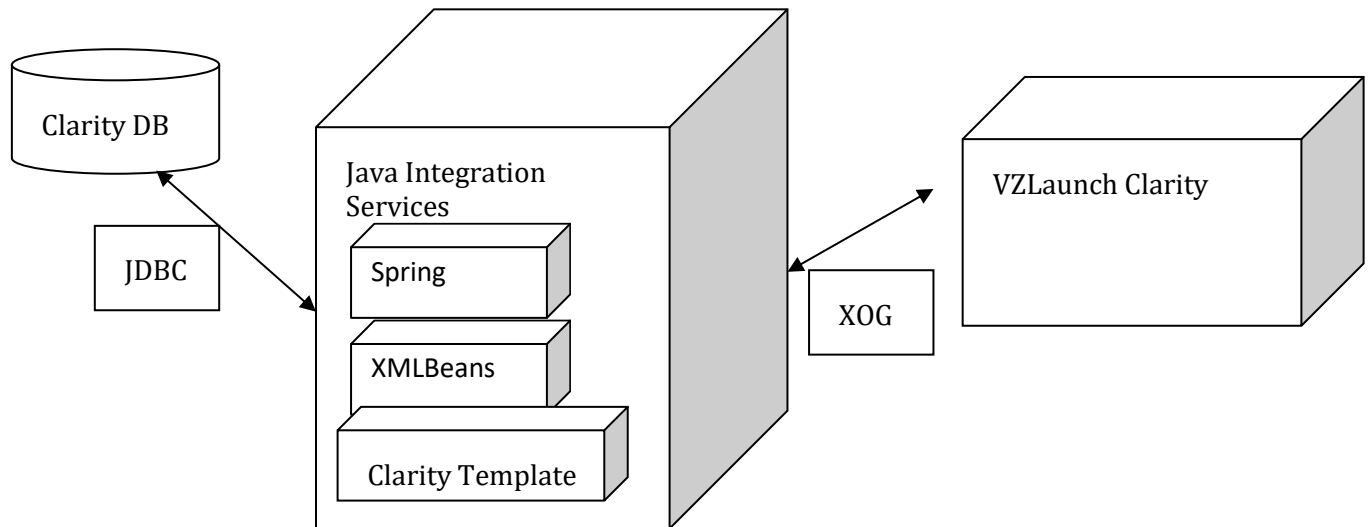 Clarity DB
JDBC
Java Integration
Services
Spring
XMLBeans
Clarity Template
XOG
VZLaunch Clarity